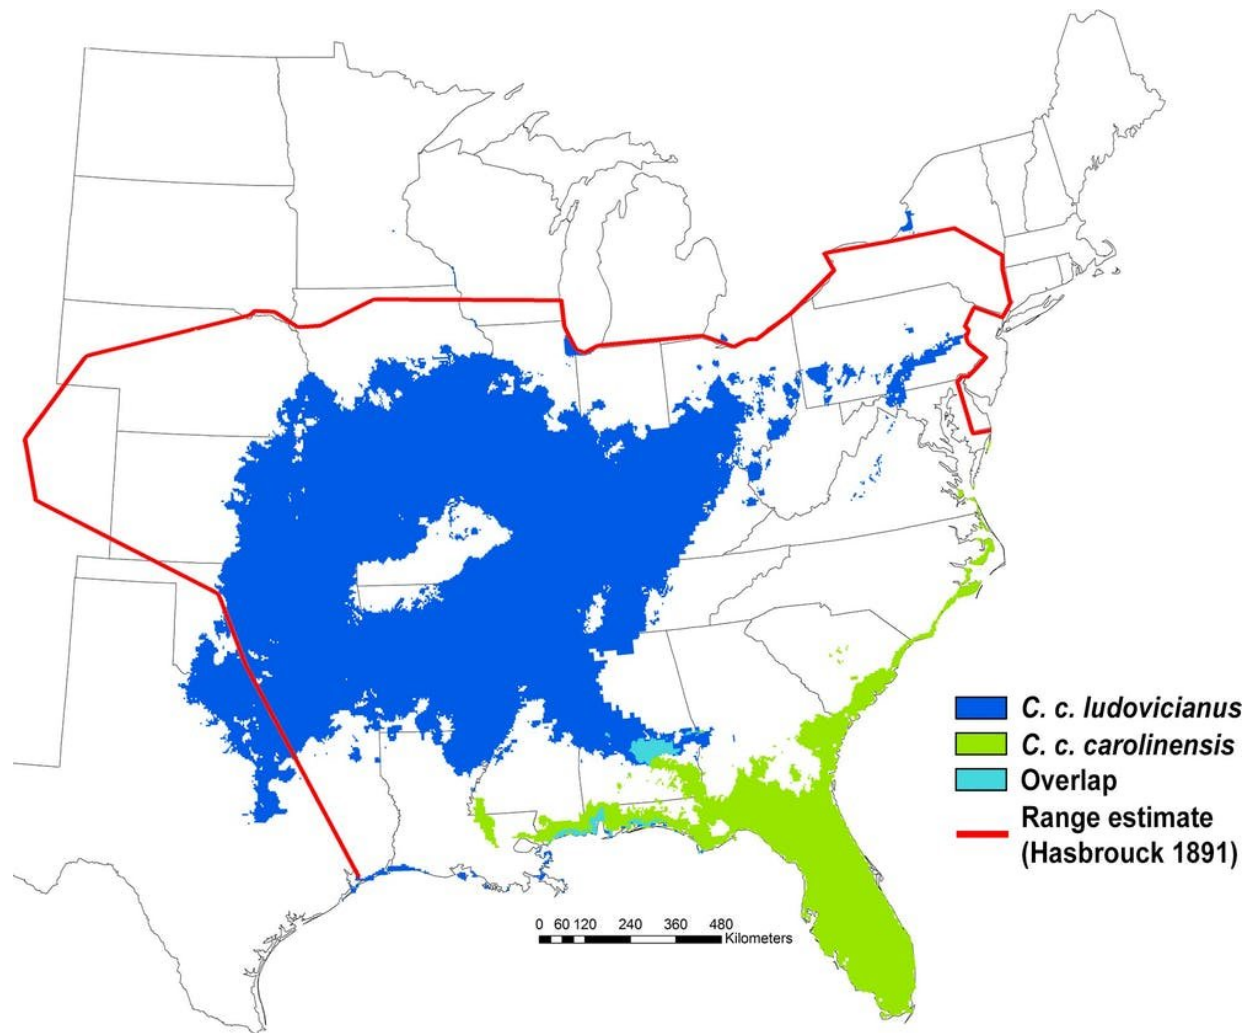 C. c. ludovicianus
C. c. carolinensis
Overlap
Range estimate
(Hasbrouck 1891)
0 60 120 240 360 480
Kilometers